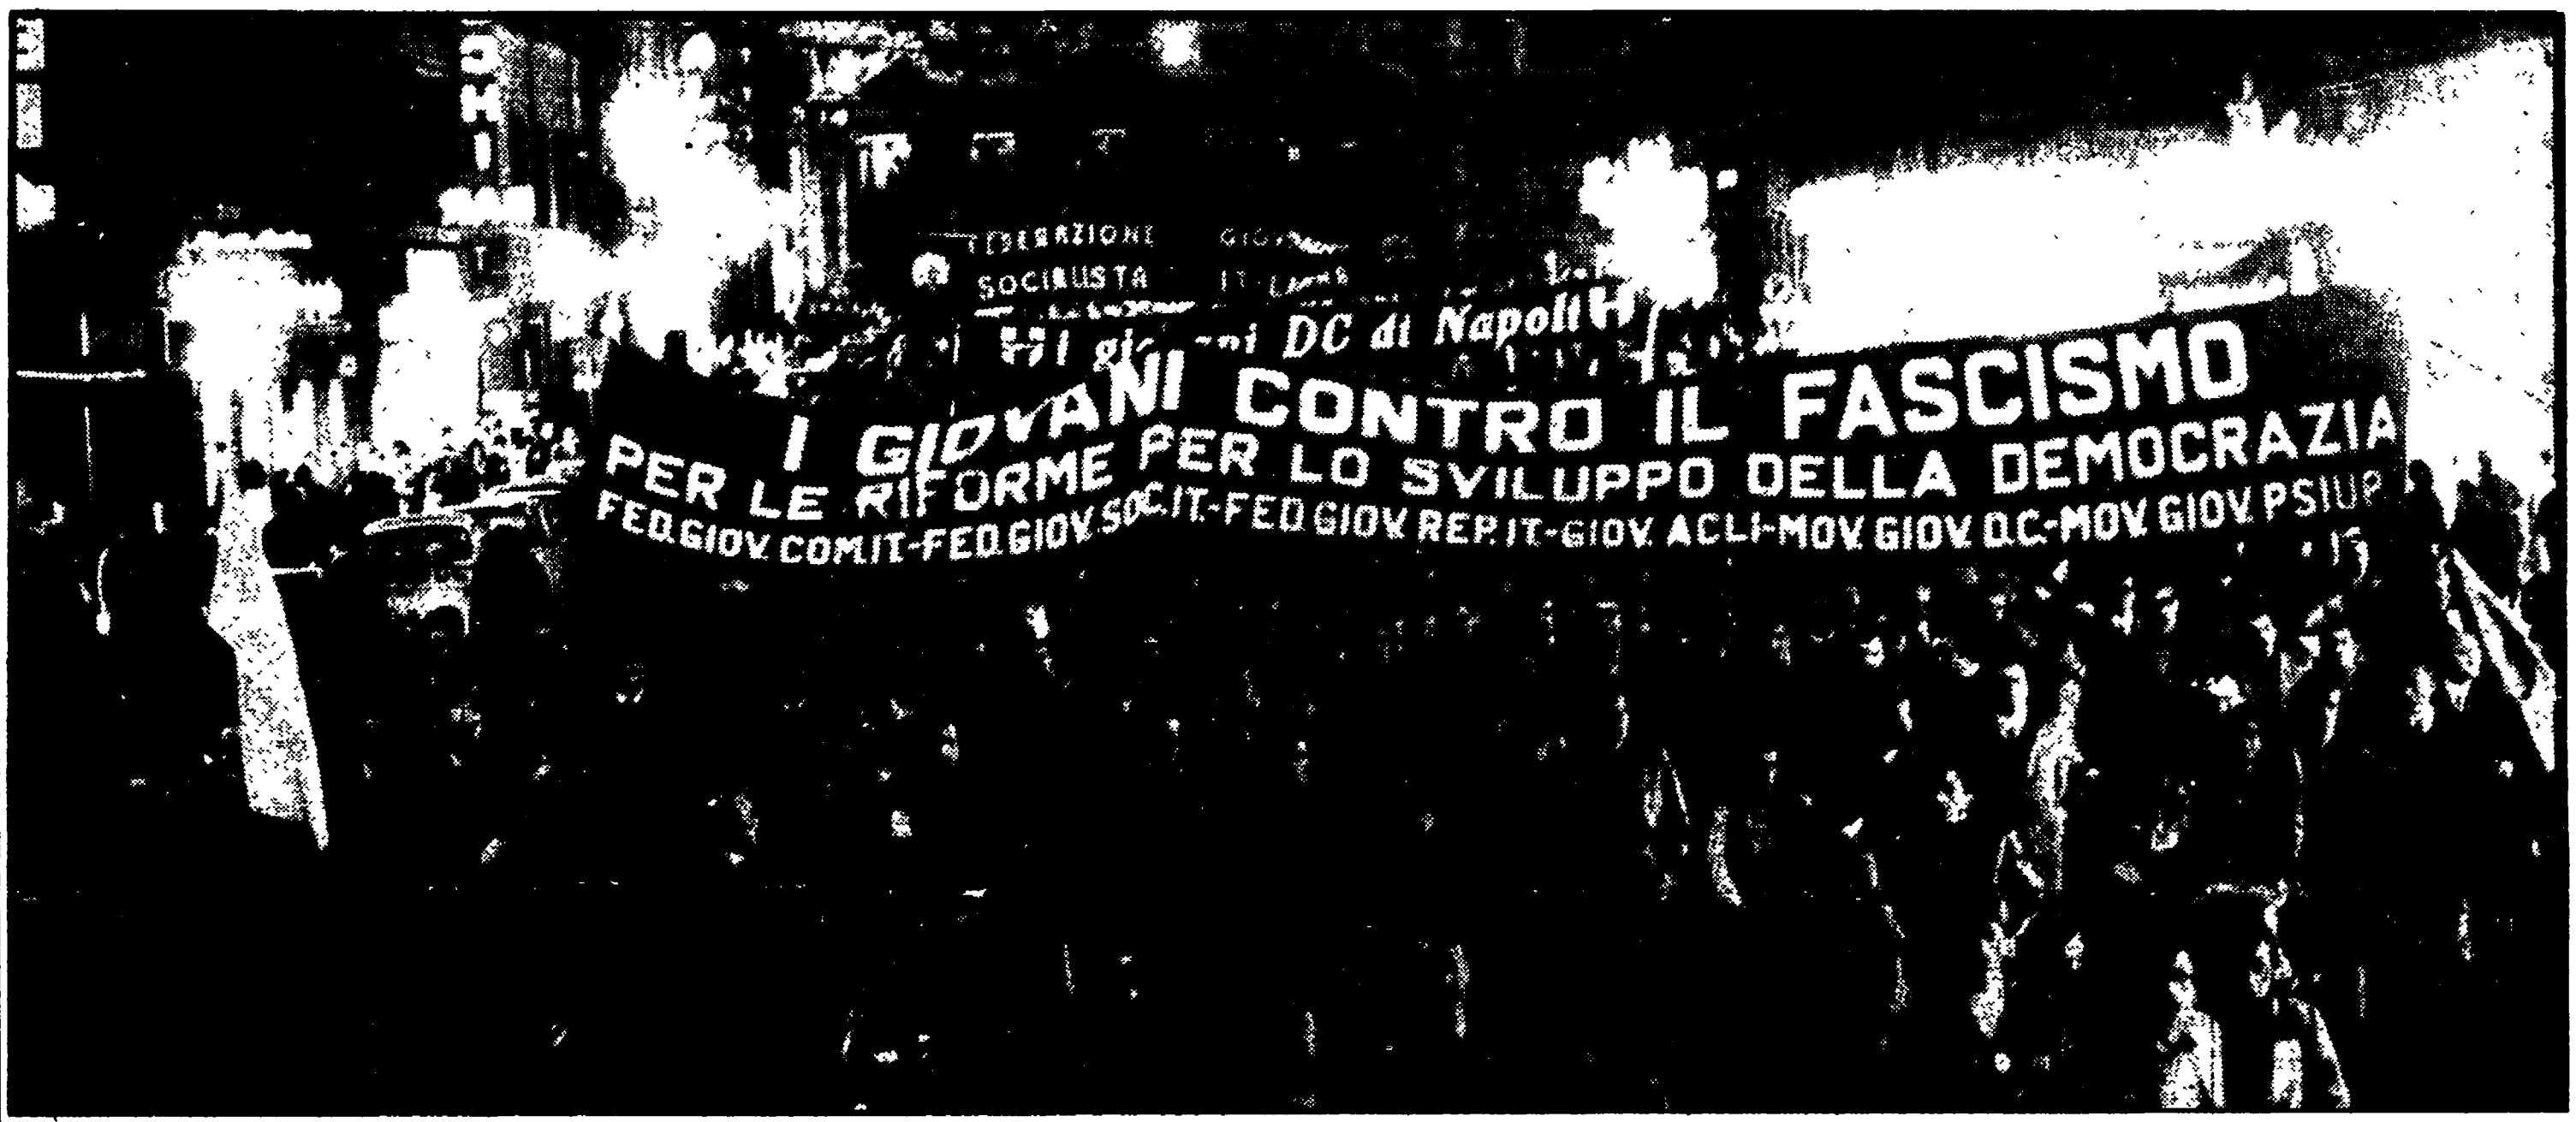 FEDERAZIONE
SOCIALISTA
DC di Napoli
I GIOVANI CONTRO IL FASCISMO
PER LE RIFORME PER LO SVILUPPO DELLA DEMOCRAZIA
FED.GIOV.COM.IT-FED.GIOV.SOC.IT.-FED.GIOV.REP.IT-GIOV.ACLI-MOV.GIOV.D.C.-MOV.GIOV.PSIUP